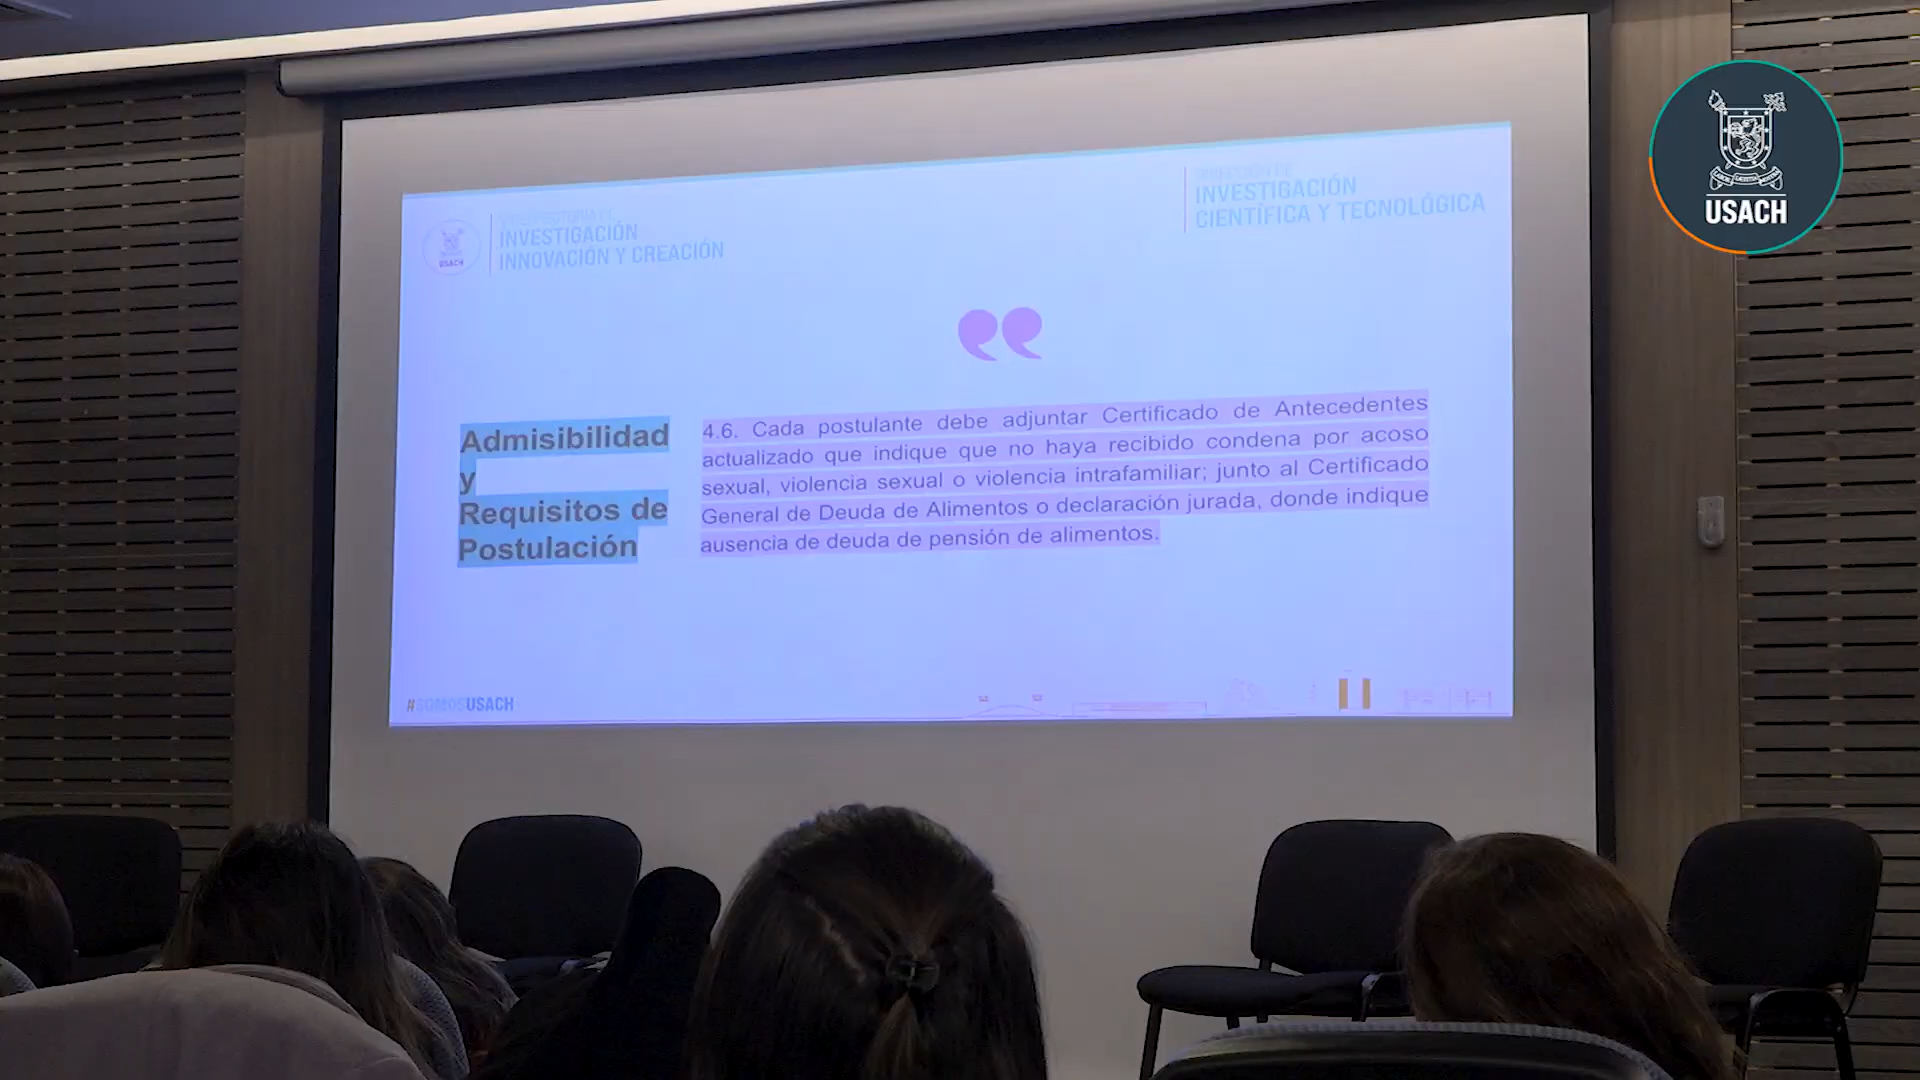 INVESTIGACIÓN
INNOVACIÓN Y CREACIÓN
USACH
INVESTIGACIÓN
CIENTÍFICA Y TECNOLÓGICA
USACH
Admisibilidad
y
Requisitos de
Postulación
4.6. Cada postulante debe adjuntar Certificado de Antecedentes
actualizado que indique que no haya recibido condena por acoso
sexual, violencia sexual o violencia intrafamiliar; junto al Certificado
General de Deuda de Alimentos o declaración jurada, donde indique
ausencia de deuda de pensión de alimentos.
#SOMOSUSACH